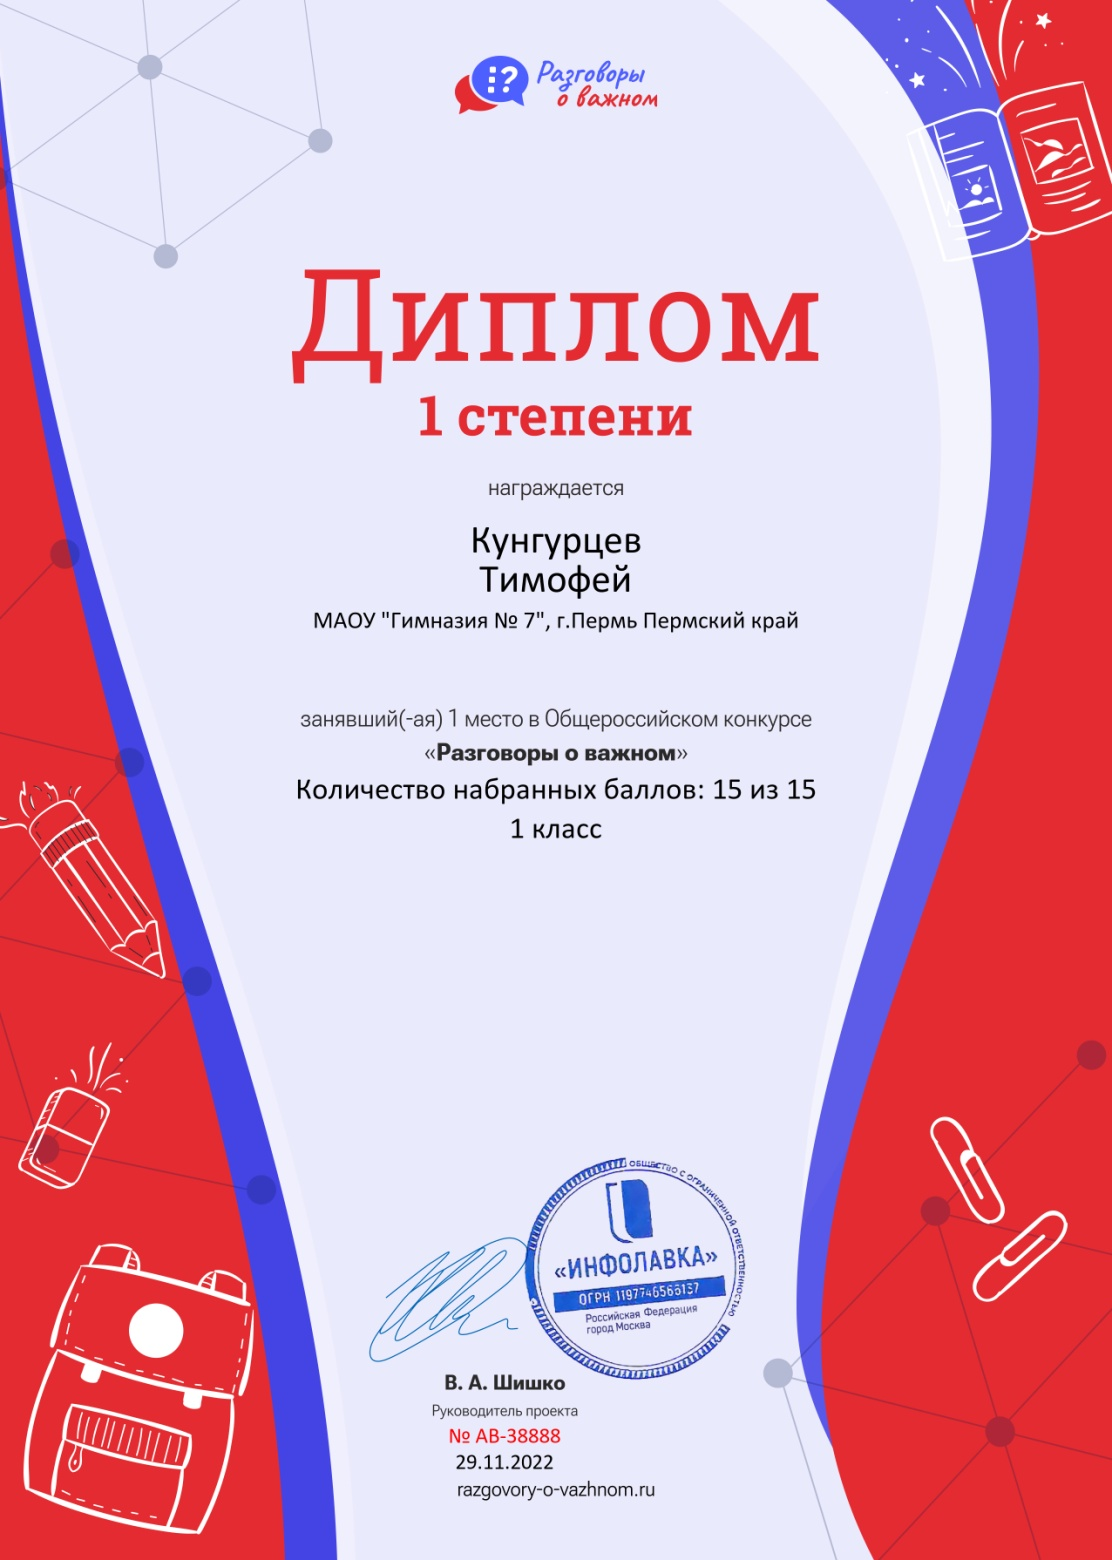 Разговоры
о важном
Диплом
1 степени
награждается
Кунгурцев
Тимофей
МАОУ "Гимназия № 7", г.Пермь Пермский край
занявший(-ая) 1 место в Общероссийском конкурсе
«Разговоры о важном»
Количество набранных баллов: 15 из 15
1 класс
ОБЩЕСТВО С ОГРАНИЧЕННОЙ ОТВЕТСТВЕННОСТЬЮ
«ИНФОЛАВКА»
ОГРН 1197746566137
Российская Федерация
город Москва
В. А. Шишко
Руководитель проекта
№ АВ-38888
29.11.2022
razgovory-o-vazhnom.ru